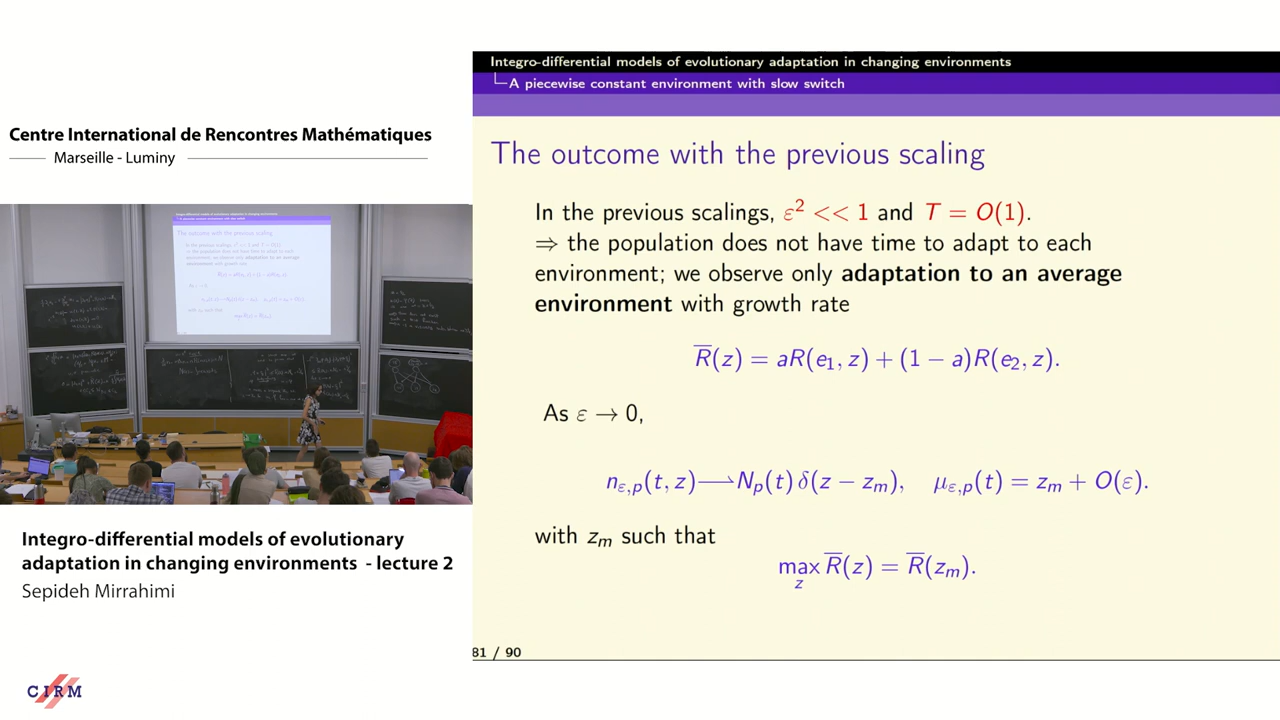 Centre International de Rencontres Mathématiques
Marseille - Luminy
Integro-differential models of evolutionary
adaptation in changing environments - lecture 2
Sepideh Mirrahimi
CIRM
Integro-differential models of evolutionary adaptation in changing environments
A piecewise constant environment with slow switch
The outcome with the previous scaling
In the previous scalings, ε² << 1 and T = O(1).
⇒ the population does not have time to adapt to each
environment; we observe only adaptation to an average
environment with growth rate
R̅(z) = aR(e₁, z) + (1 − a)R(e₂, z).
As ε → 0,
n_{ε,p}(t, z) ⟶ N_p(t) δ(z − z_m), μ_{ε,p}(t) = z_m + O(ε).
with z_m such that
max_z R̅(z) = R̅(z_m).
81 / 90